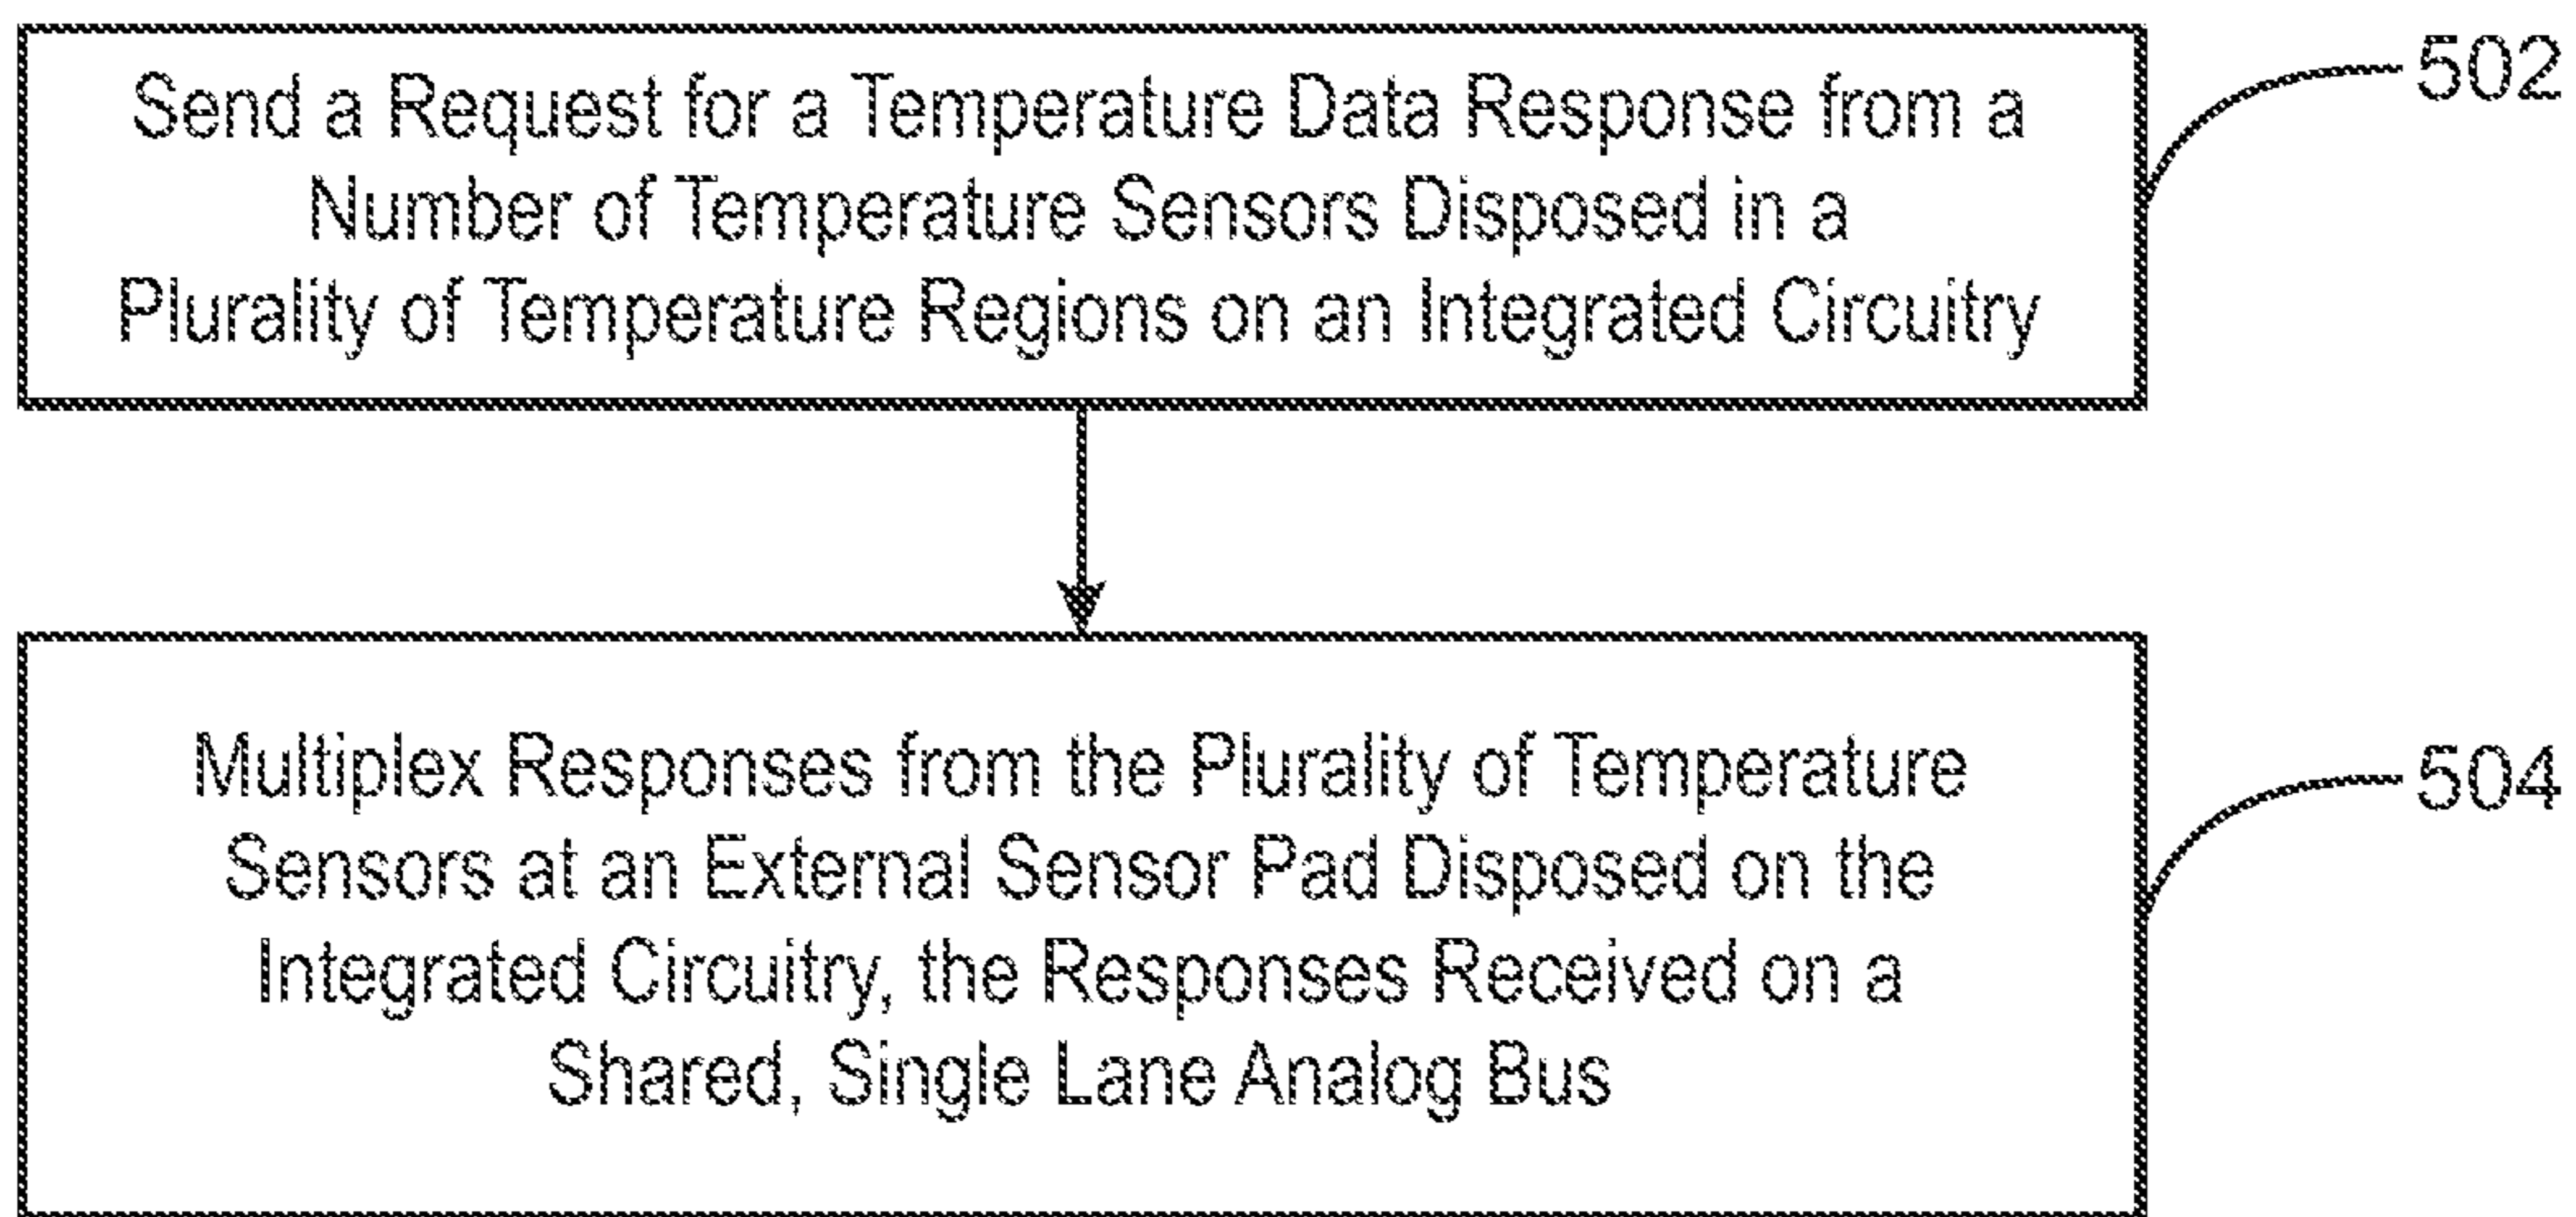 Send a Request for a Temperature Data Response from a
Number of Temperature Sensors Disposed in a
Plurality of Temperature Regions on an Integrated Circuitry
502
Multiplex Responses from the Plurality of Temperature
Sensors at an External Sensor Pad Disposed on the
Integrated Circuitry, the Responses Received on a
Shared, Single Lane Analog Bus
504